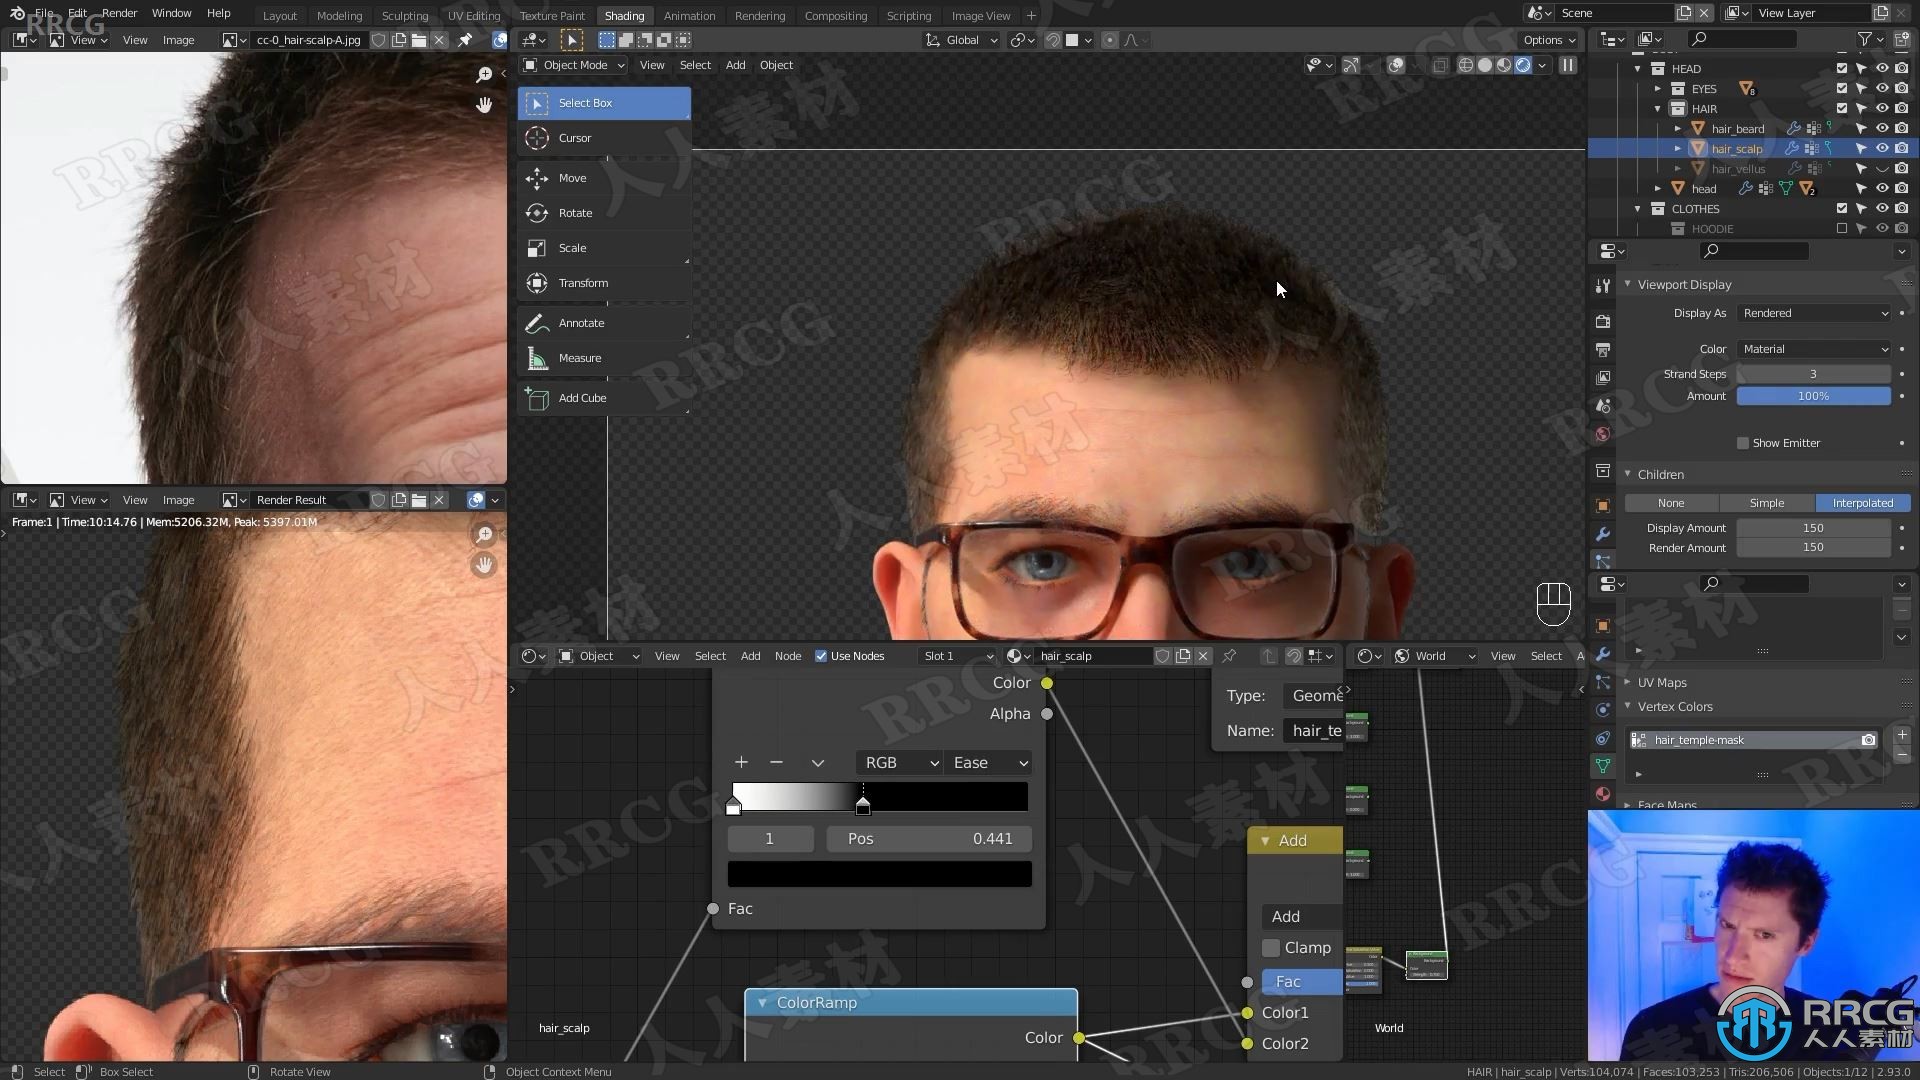 File Edit Render Window Help
Layout Modeling Sculpting UV Editing Texture Paint Shading Animation Rendering Compositing Scripting Image View +
Scene
View Layer
View View Image cc-0_hair-scalp-A.jpg
Global
Options
Object Mode View Select Add Object
Select Box
Cursor
Move
Rotate
Scale
Transform
Annotate
Measure
Add Cube
HEAD
EYES 8
HAIR
hair_beard
hair_scalp
hair_vellus
head 2
CLOTHES
HOODIE
Viewport Display
Display As Rendered
Color Material
Strand Steps 3
Amount 100%
Show Emitter
Children
None Simple Interpolated
Display Amount 150
Render Amount 150
UV Maps
Vertex Colors
hair_temple-mask
Face Maps
View View Image Render Result
Frame:1 | Time:10:14.76 | Mem:5206.32M, Peak: 5397.01M
Object View Select Add Node Use Nodes Slot 1 hair_scalp
World View Select A
Color
Alpha
RGB Ease
1 Pos 0.441
Fac
ColorRamp
Color
Type: Geome
Name: hair_te
Add
Add
Clamp
Fac
Color1
Color2
hair_scalp
World
Select Box Select Rotate View Object Context Menu
HAIR | hair_scalp | Verts:104,074 | Faces:103,253 | Tris:206,506 | Objects:1/12 | 2.93.0
RRCG
人人素材